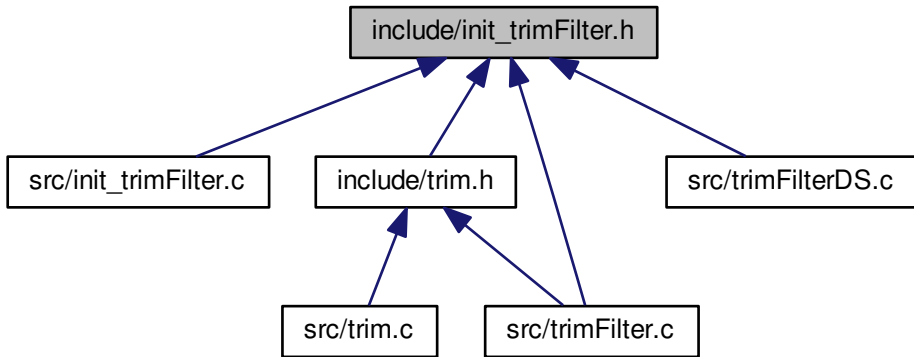 include/init_trimFilter.h
src/init_trimFilter.c
include/trim.h
src/trimFilterDS.c
src/trim.c
src/trimFilter.c